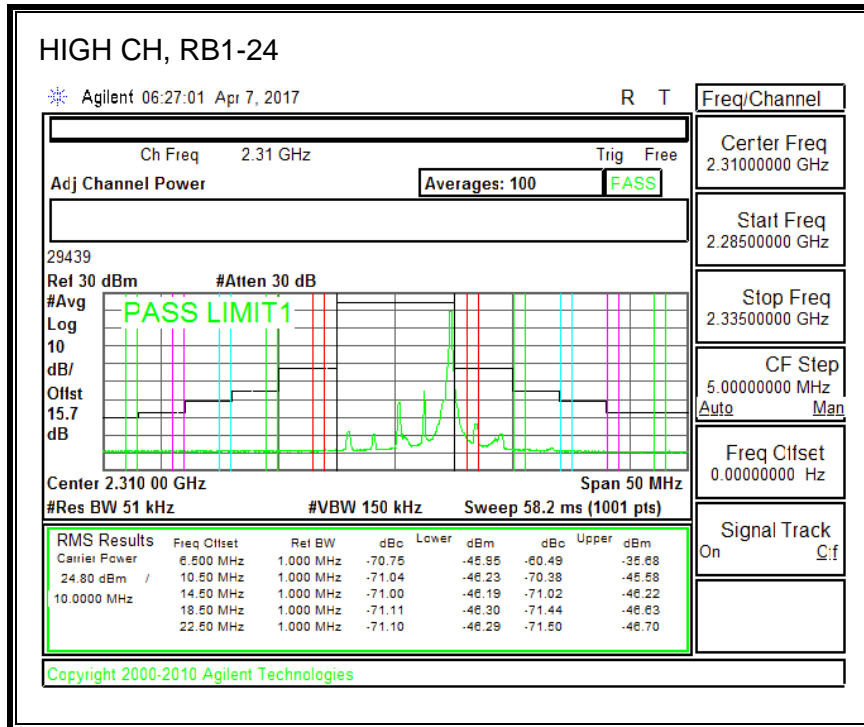 HIGH CH, RB1-24
Agilent 06:27:01 Apr 7, 2017 R T
Freq/Channel
Ch Freq 2.31 GHz Trig Free
Adj Channel Power Averages: 100 PASS
Center Freq
2.31000000 GHz
Start Freq
2.28500000 GHz
Stop Freq
2.33500000 GHz
CF Step
5.00000000 MHz
Auto Man
Freq Offset
0.00000000 Hz
Signal Track
On Off
29439
Ref 30 dBm #Atten 30 dB
#Avg
Log
10
dB/
Offst
15.7
dB
PASS LIMIT1
Center 2.310 00 GHz Span 50 MHz
#Res BW 51 kHz #VBW 150 kHz Sweep 58.2 ms (1001 pts)
RMS Results Freq Offset Ref BW dBc Lower dBm dBc Upper dBm
Carrier Power 6.500 MHz 1.000 MHz -70.75 -45.95 -60.49 -35.68
24.80 dBm / 10.50 MHz 1.000 MHz -71.04 -46.23 -70.38 -45.58
10.0000 MHz 14.50 MHz 1.000 MHz -71.00 -46.19 -71.02 -46.22
18.50 MHz 1.000 MHz -71.11 -46.30 -71.44 -46.63
22.50 MHz 1.000 MHz -71.10 -46.29 -71.50 -46.70
Copyright 2000-2010 Agilent Technologies